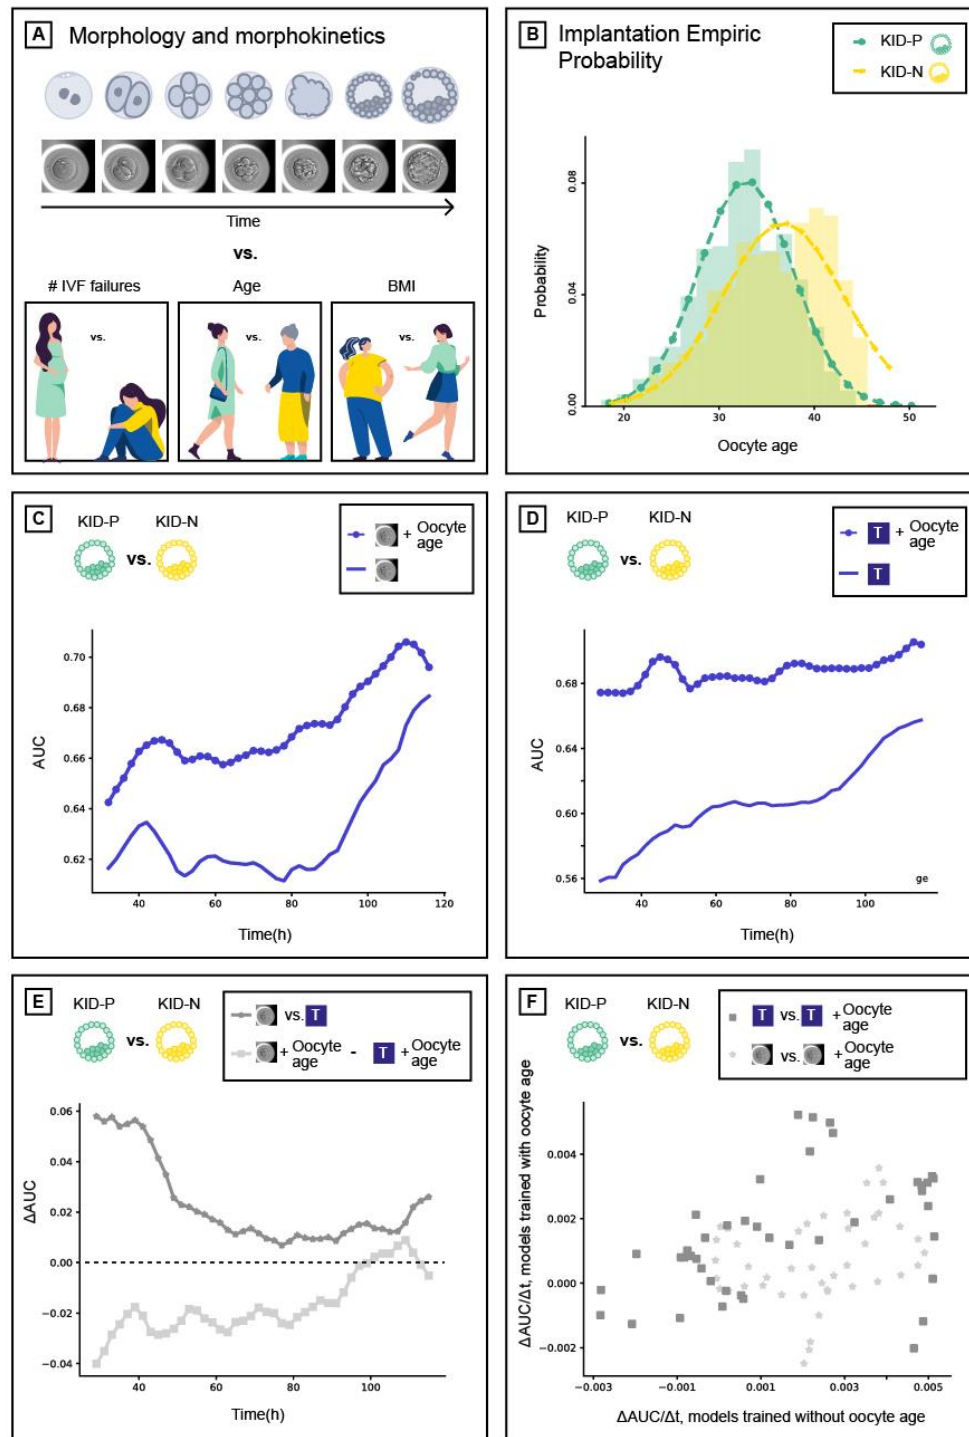 A Morphology and morphokinetics
Time
vs.
# IVF failures
Age
BMI
vs.
vs.
vs.
B Implantation Empiric
Probability
KID-P
KID-N
Probability
0.08
0.04
0.00
20 30 40 50
Oocyte age
C KID-P KID-N
vs.
+ Oocyte
age
AUC
0.70
0.68
0.66
0.64
0.62
40 60 80 100 120
Time(h)
D KID-P KID-N
vs.
T + Oocyte
age
T
AUC
0.68
0.64
0.60
0.56
ge
40 60 80 100
Time(h)
E KID-P KID-N
vs.
vs. T
+ Oocyte - T + Oocyte
age age
ΔAUC
0.06
0.04
0.02
0.00
−0.02
−0.04
40 60 80 100
Time(h)
F KID-P KID-N
vs.
T vs. T +Oocyte
age
vs. +Oocyte
age
ΔAUC/Δt, models trained with oocyte age
0.004
0.002
0.000
−0.002
−0.003 −0.001 0.001 0.003 0.005
ΔAUC/Δt, models trained without oocyte age